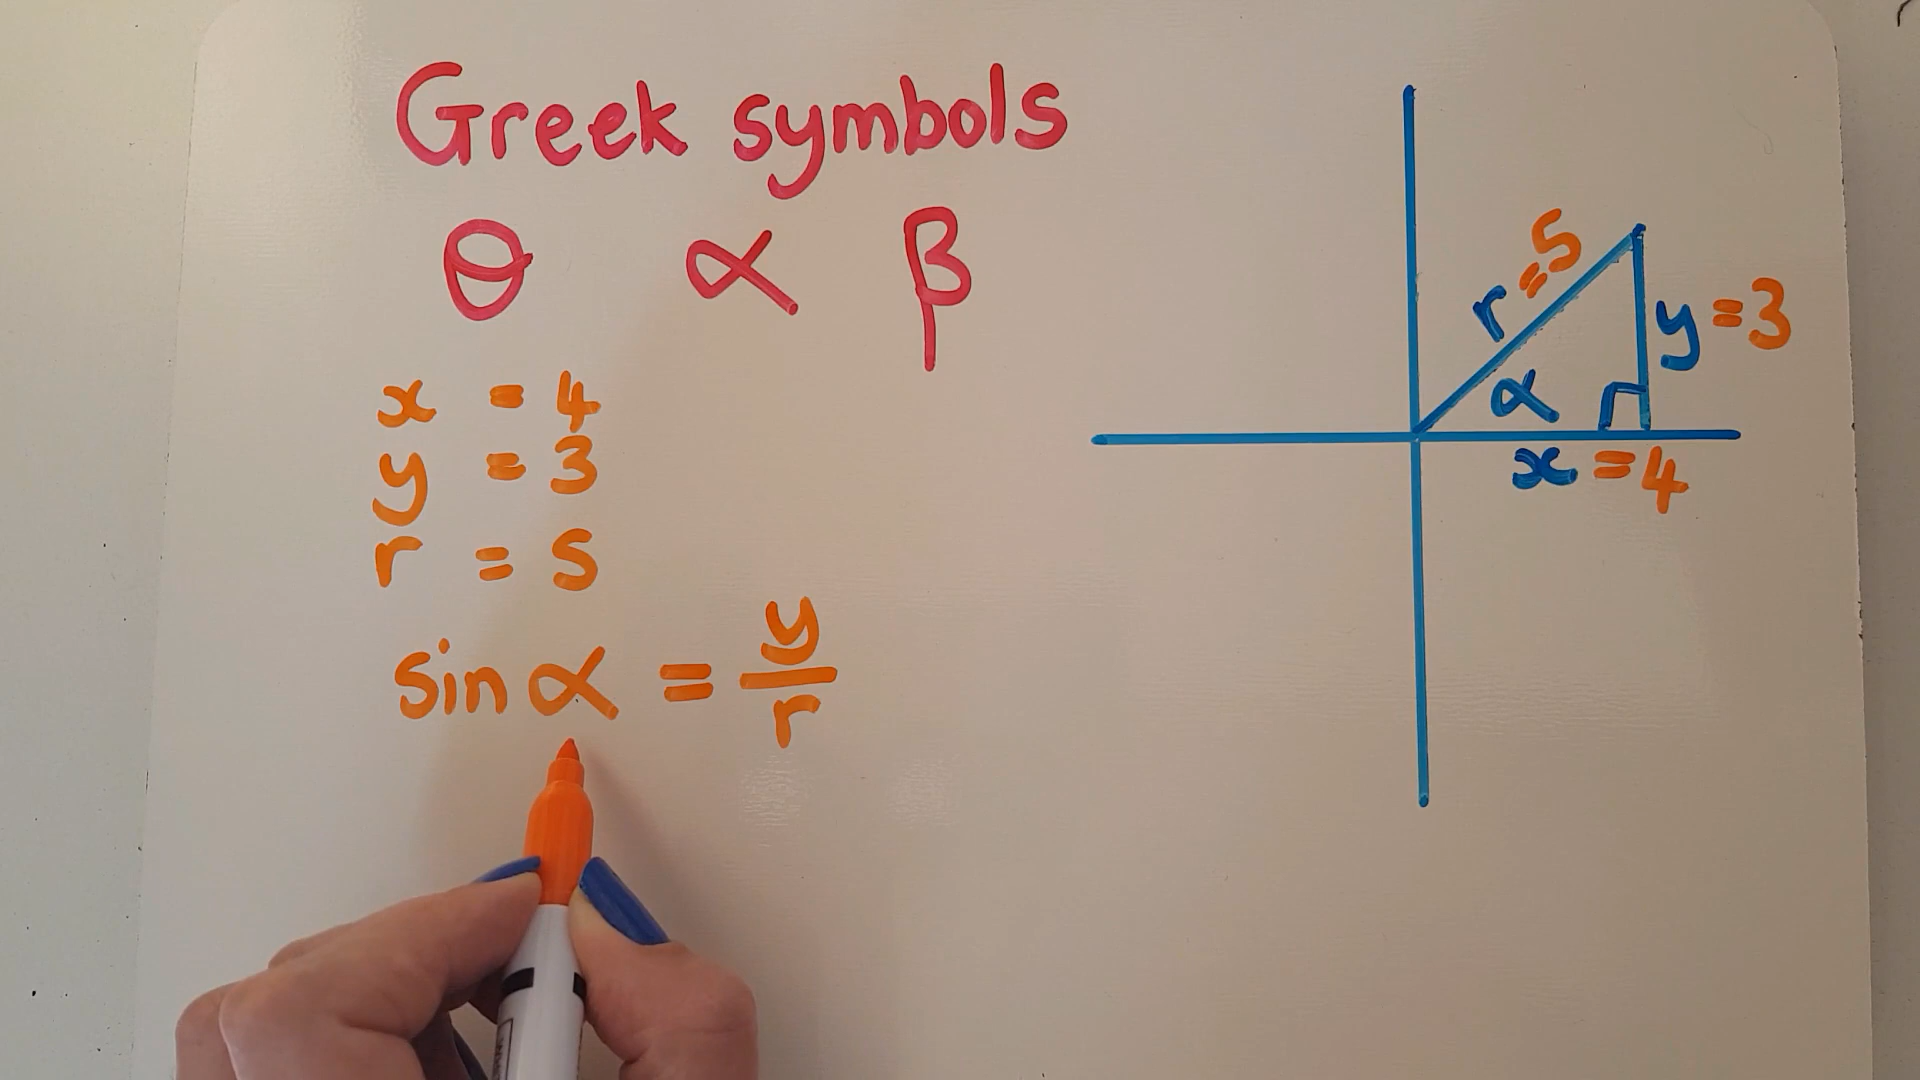 Greek symbols
θ α β
x = 4
y = 3
r = 5
sin α = y/r
r = 5
y = 3
α
x = 4